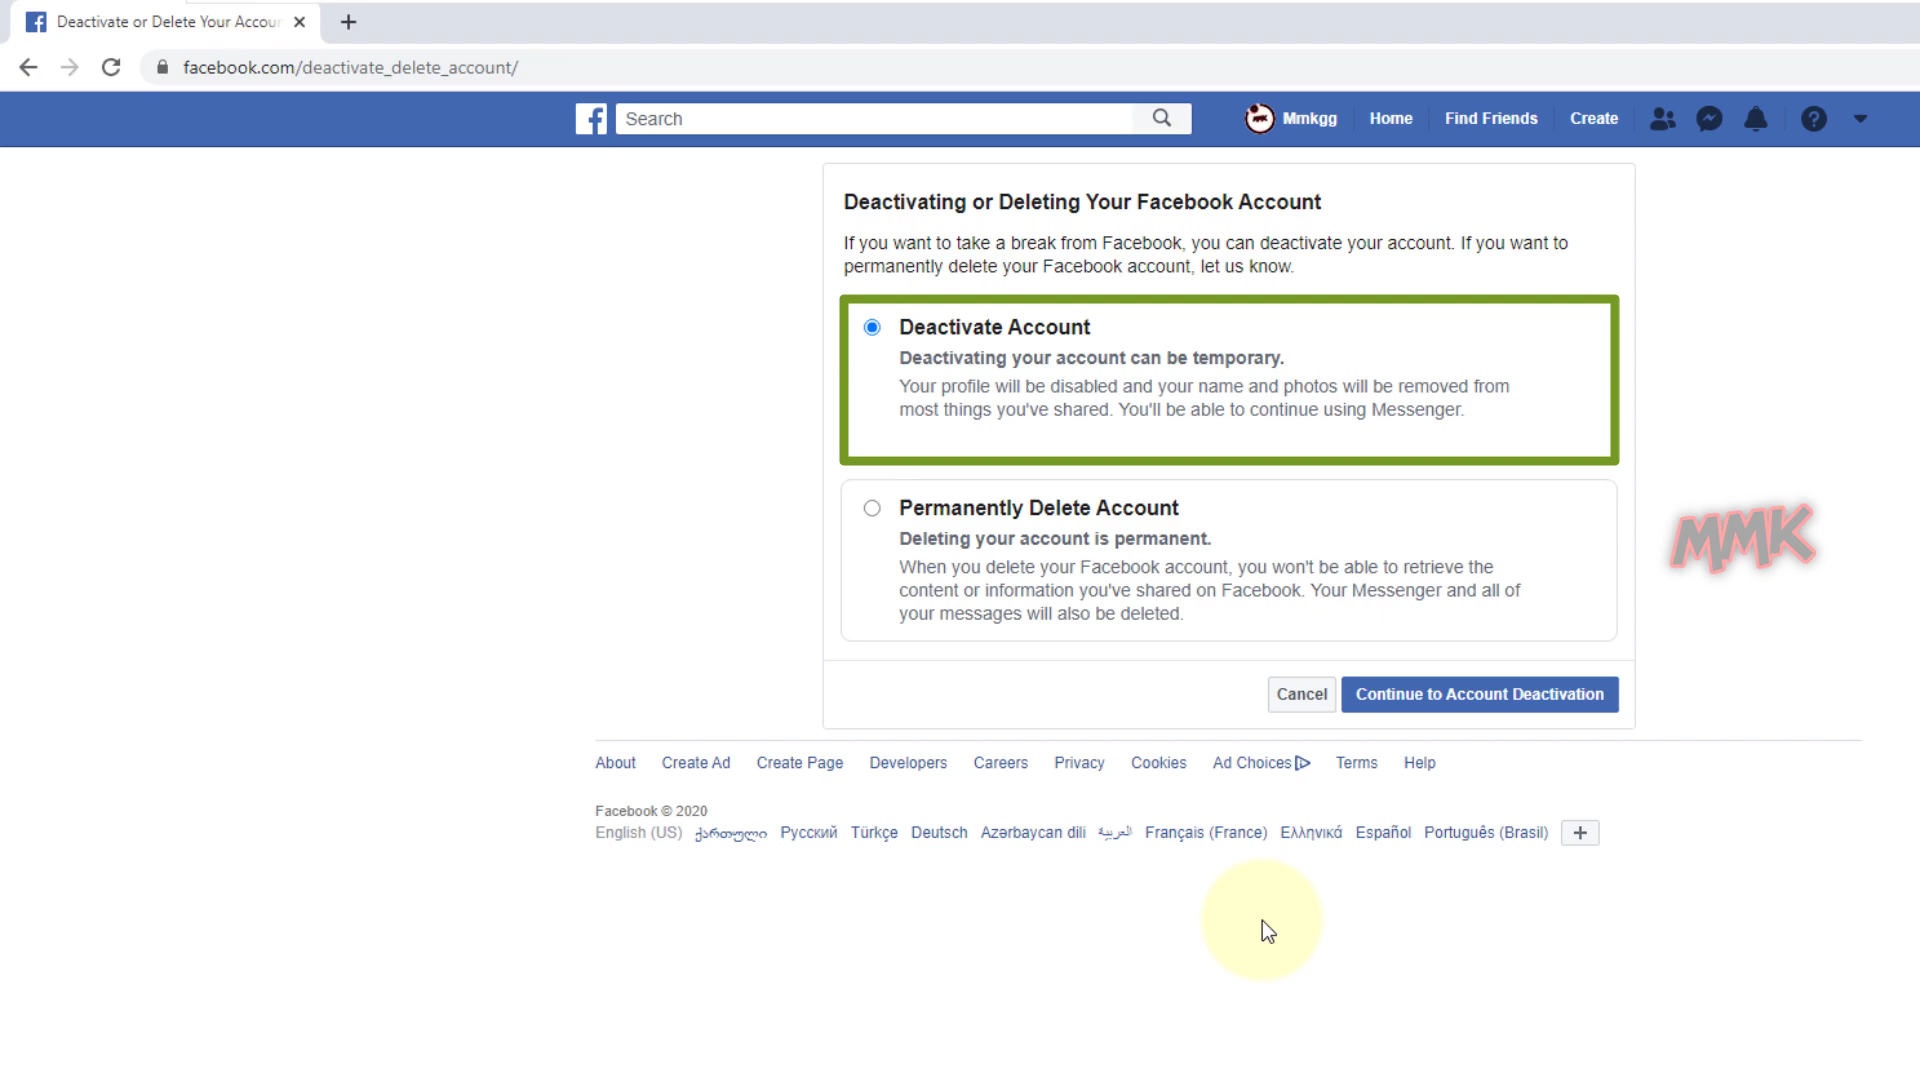 Deactivate or Delete Your Accou
facebook.com/deactivate_delete_account/
Search
Mmkgg
Home
Find Friends
Create
Deactivating or Deleting Your Facebook Account
If you want to take a break from Facebook, you can deactivate your account. If you want to
permanently delete your Facebook account, let us know.
Deactivate Account
Deactivating your account can be temporary.
Your profile will be disabled and your name and photos will be removed from
most things you've shared. You'll be able to continue using Messenger.
Permanently Delete Account
Deleting your account is permanent.
When you delete your Facebook account, you won't be able to retrieve the
content or information you've shared on Facebook. Your Messenger and all of
your messages will also be deleted.
MMK
Cancel
Continue to Account Deactivation
About Create Ad Create Page Developers Careers Privacy Cookies Ad Choices Terms Help
Facebook © 2020
English (US) ქართული Русский Türkçe Deutsch Azərbaycan dili العربية Français (France) Ελληνικά Español Português (Brasil)